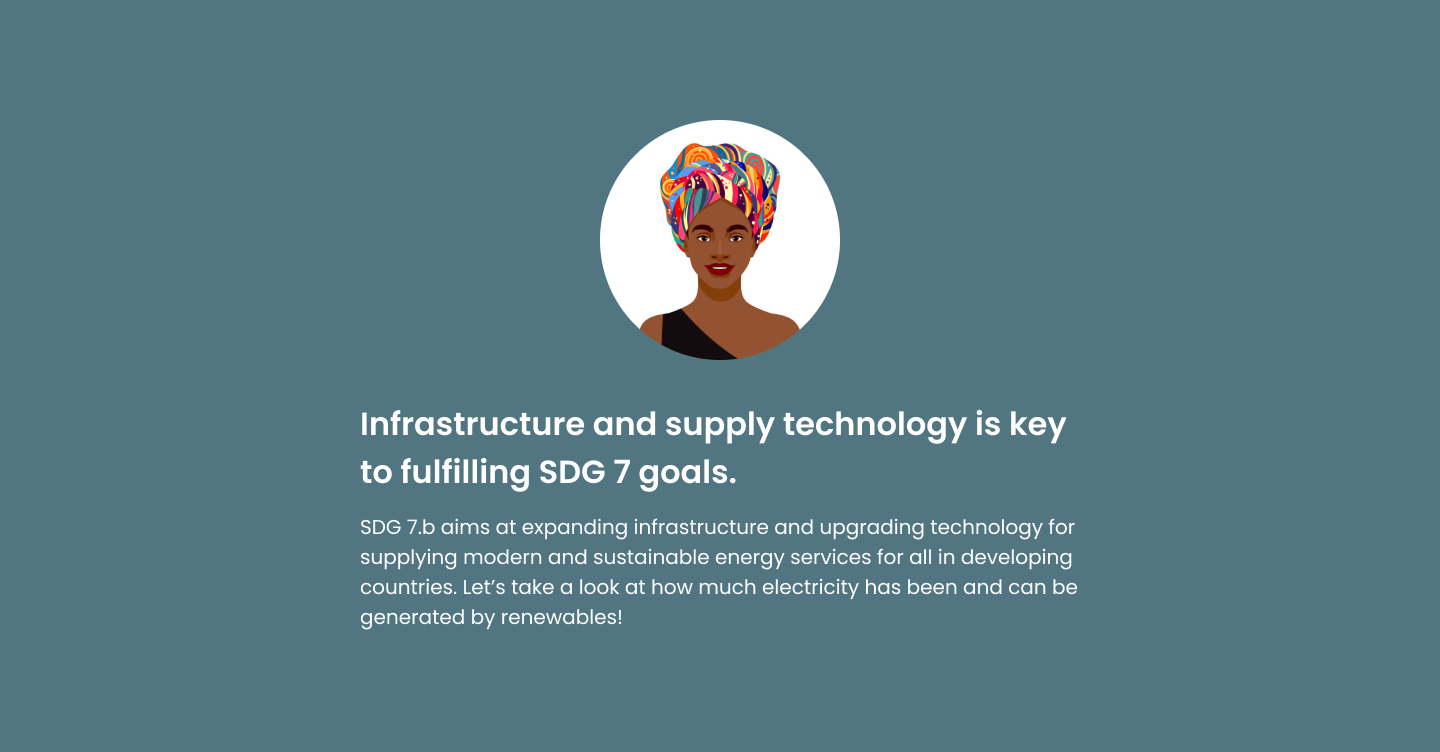 Infrastructure and supply technology is key
to fulfilling SDG 7 goals.
SDG 7.b aims at expanding infrastructure and upgrading technology for
supplying modern and sustainable energy services for all in developing
countries. Let’s take a look at how much electricity has been and can be
generated by renewables!